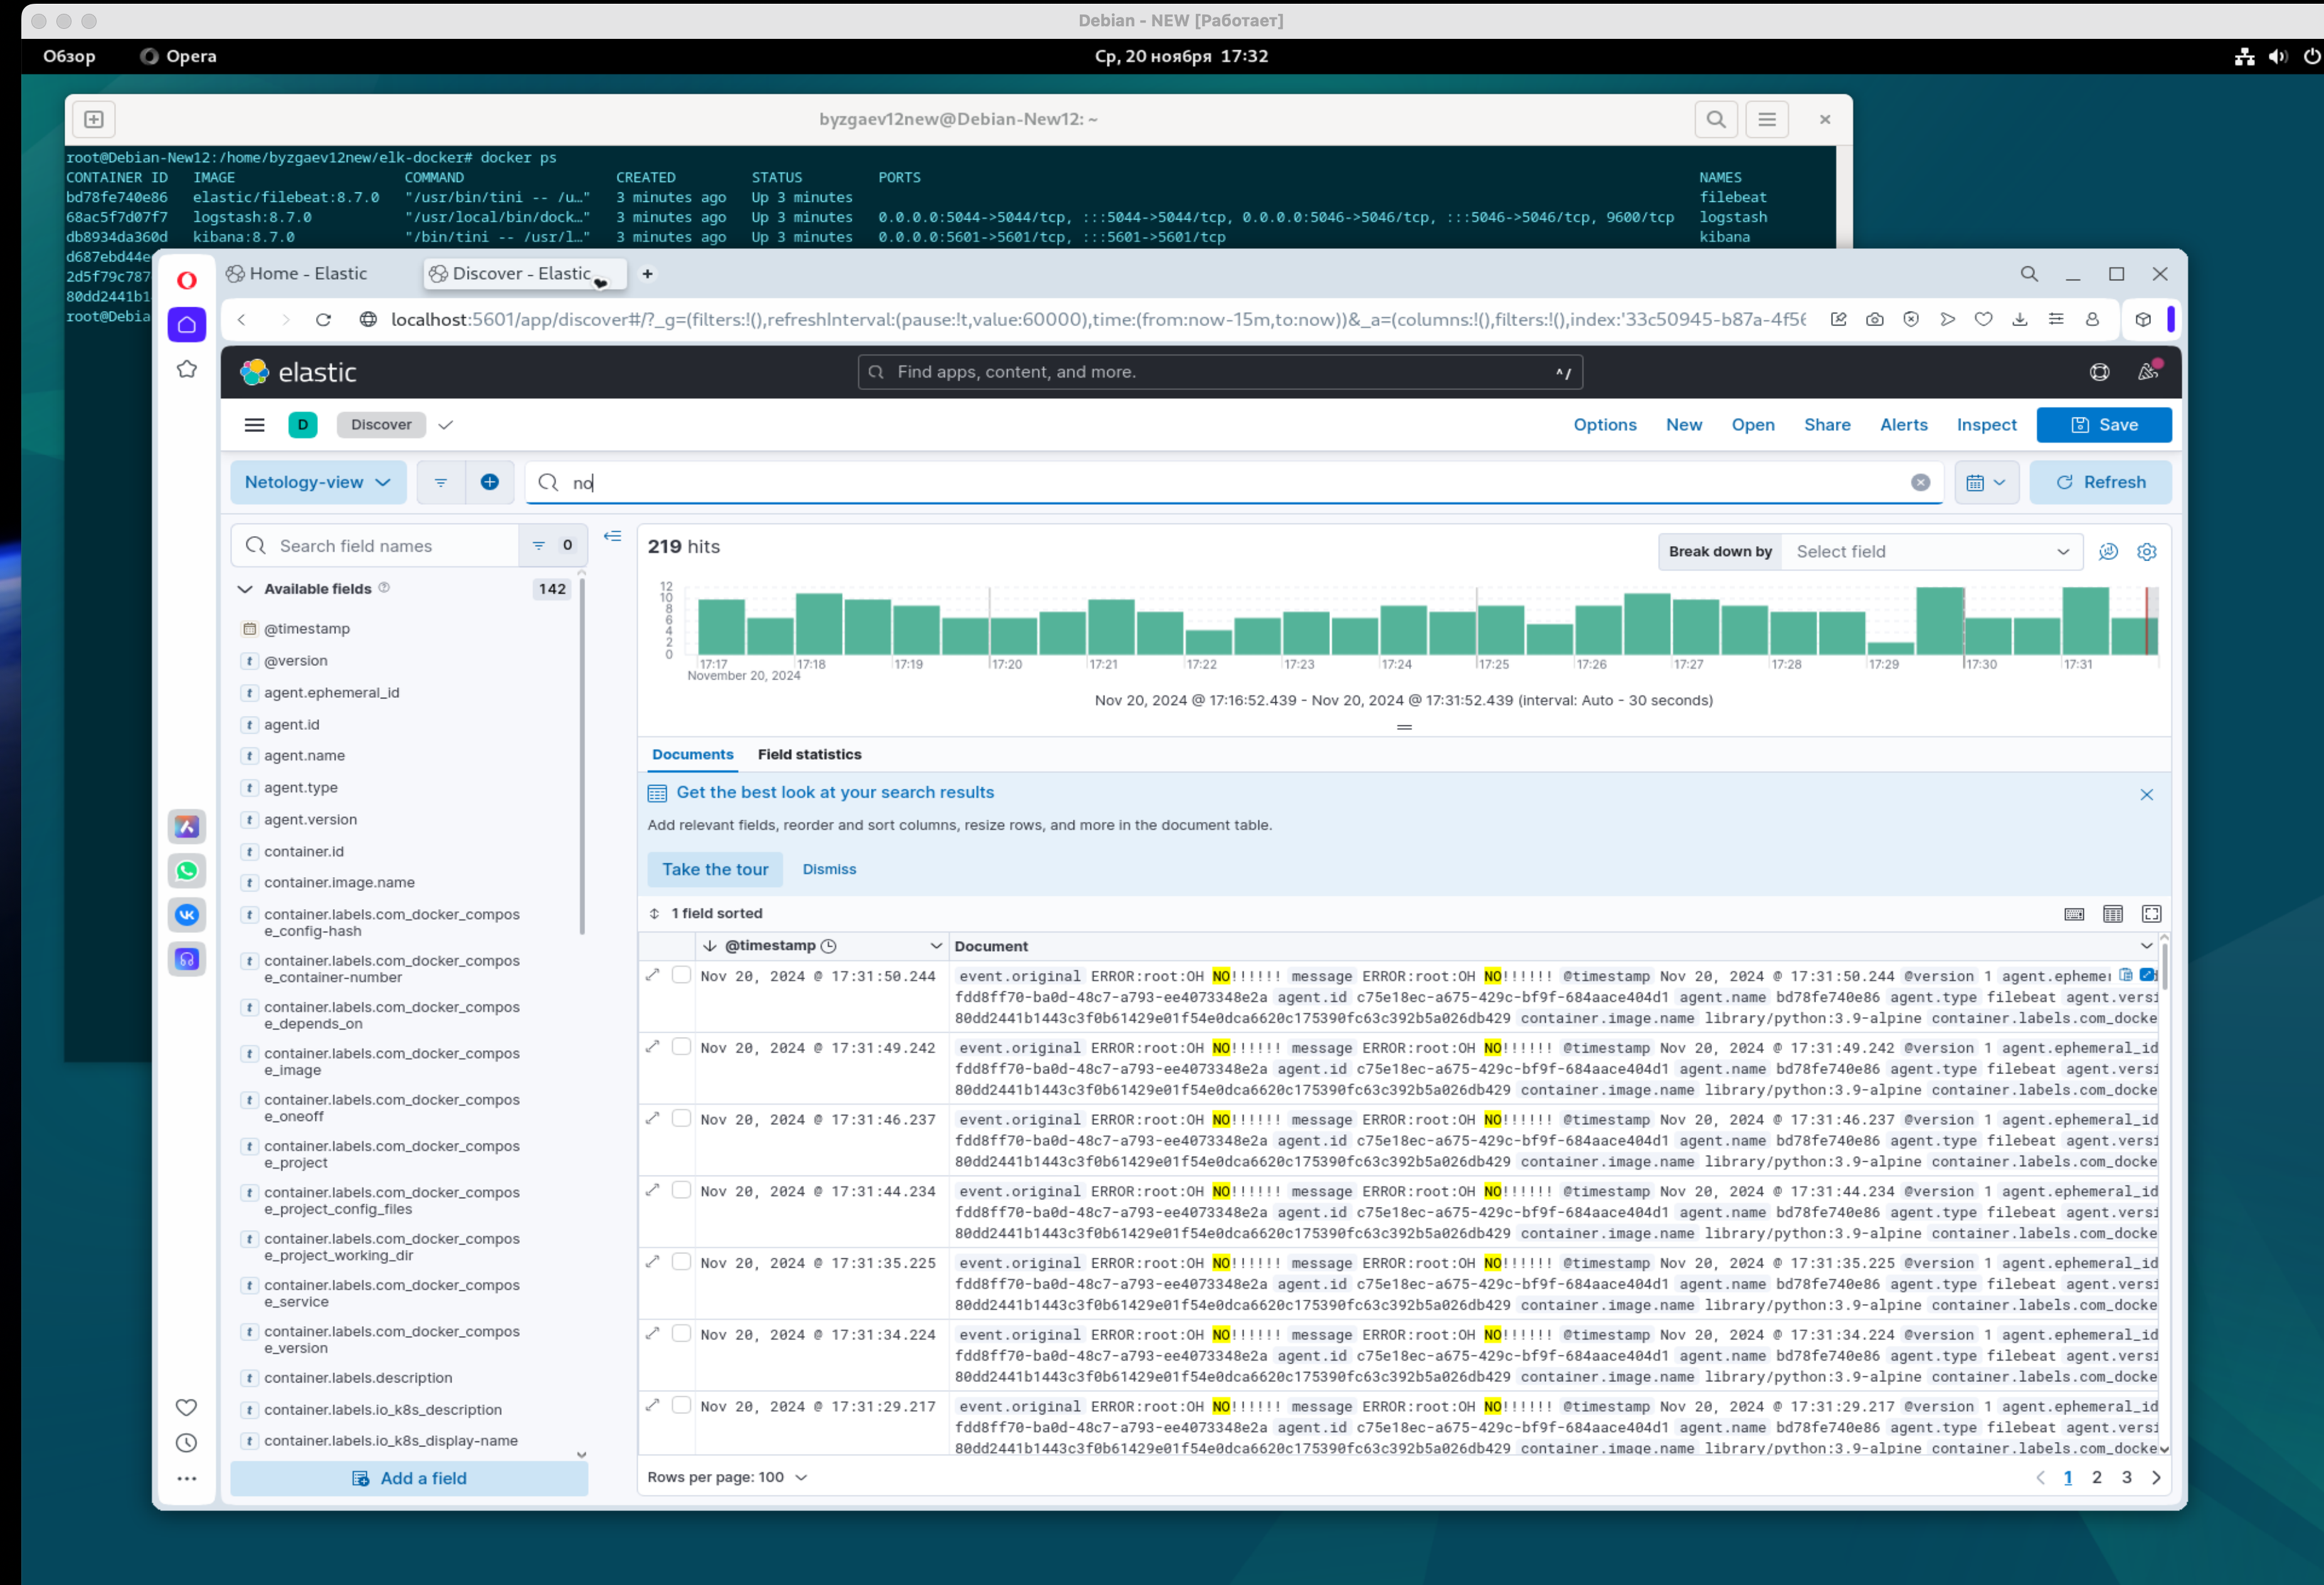 Debian - NEW [Работает]
Обзор Opera Ср, 20 ноября 17:32
byzgaev12new@Debian-New12: ~
root@Debian-New12:/home/byzgaev12new/elk-docker# docker ps
CONTAINER ID IMAGE COMMAND CREATED STATUS PORTS NAMES
bd78fe740e86 elastic/filebeat:8.7.0 "/usr/bin/tini -- /u…" 3 minutes ago Up 3 minutes filebeat
68ac5f7d07f7 logstash:8.7.0 "/usr/local/bin/dock…" 3 minutes ago Up 3 minutes 0.0.0.0:5044->5044/tcp, :::5044->5044/tcp, 0.0.0.0:5046->5046/tcp, :::5046->5046/tcp, 9600/tcp logstash
db8934da360d kibana:8.7.0 "/bin/tini -- /usr/l…" 3 minutes ago Up 3 minutes 0.0.0.0:5601->5601/tcp, :::5601->5601/tcp kibana
d687ebd44e
2d5f79c787
80dd2441b1
root@Debia
Home - Elastic Discover - Elastic
localhost:5601/app/discover#/?_g=(filters:!(),refreshInterval:(pause:!t,value:60000),time:(from:now-15m,to:now))&_a=(columns:!(),filters:!(),index:'33c50945-b87a-4f56
elastic Find apps, content, and more. ^/
D Discover Options New Open Share Alerts Inspect Save
Netology-view no Refresh
Search field names 0
Available fields 142
@timestamp
@version
agent.ephemeral_id
agent.id
agent.name
agent.type
agent.version
container.id
container.image.name
container.labels.com_docker_compos
e_config-hash
container.labels.com_docker_compos
e_container-number
container.labels.com_docker_compos
e_depends_on
container.labels.com_docker_compos
e_image
container.labels.com_docker_compos
e_oneoff
container.labels.com_docker_compos
e_project
container.labels.com_docker_compos
e_project_config_files
container.labels.com_docker_compos
e_project_working_dir
container.labels.com_docker_compos
e_service
container.labels.com_docker_compos
e_version
container.labels.description
container.labels.io_k8s_description
container.labels.io_k8s_display-name
Add a field
219 hits
Break down by Select field
12
10
8
6
4
2
0
17:17 17:18 17:19 17:20 17:21 17:22 17:23 17:24 17:25 17:26 17:27 17:28 17:29 17:30 17:31
November 20, 2024
Nov 20, 2024 @ 17:16:52.439 - Nov 20, 2024 @ 17:31:52.439 (interval: Auto - 30 seconds)
Documents Field statistics
Get the best look at your search results
Add relevant fields, reorder and sort columns, resize rows, and more in the document table.
Take the tour Dismiss
1 field sorted
@timestamp Document
Nov 20, 2024 @ 17:31:50.244 event.original ERROR:root:OH NO!!!!!! message ERROR:root:OH NO!!!!!! @timestamp Nov 20, 2024 @ 17:31:50.244 @version 1 agent.ephemer
fdd8ff70-ba0d-48c7-a793-ee4073348e2a agent.id c75e18ec-a675-429c-bf9f-684aace404d1 agent.name bd78fe740e86 agent.type filebeat agent.versi
80dd2441b1443c3f0b61429e01f54e0dca6620c175390fc63c392b5a026db429 container.image.name library/python:3.9-alpine container.labels.com_docke
Nov 20, 2024 @ 17:31:49.242 event.original ERROR:root:OH NO!!!!!! message ERROR:root:OH NO!!!!!! @timestamp Nov 20, 2024 @ 17:31:49.242 @version 1 agent.ephemeral_id
fdd8ff70-ba0d-48c7-a793-ee4073348e2a agent.id c75e18ec-a675-429c-bf9f-684aace404d1 agent.name bd78fe740e86 agent.type filebeat agent.versi
80dd2441b1443c3f0b61429e01f54e0dca6620c175390fc63c392b5a026db429 container.image.name library/python:3.9-alpine container.labels.com_docke
Nov 20, 2024 @ 17:31:46.237 event.original ERROR:root:OH NO!!!!!! message ERROR:root:OH NO!!!!!! @timestamp Nov 20, 2024 @ 17:31:46.237 @version 1 agent.ephemeral_id
fdd8ff70-ba0d-48c7-a793-ee4073348e2a agent.id c75e18ec-a675-429c-bf9f-684aace404d1 agent.name bd78fe740e86 agent.type filebeat agent.versi
80dd2441b1443c3f0b61429e01f54e0dca6620c175390fc63c392b5a026db429 container.image.name library/python:3.9-alpine container.labels.com_docke
Nov 20, 2024 @ 17:31:44.234 event.original ERROR:root:OH NO!!!!!! message ERROR:root:OH NO!!!!!! @timestamp Nov 20, 2024 @ 17:31:44.234 @version 1 agent.ephemeral_id
fdd8ff70-ba0d-48c7-a793-ee4073348e2a agent.id c75e18ec-a675-429c-bf9f-684aace404d1 agent.name bd78fe740e86 agent.type filebeat agent.versi
80dd2441b1443c3f0b61429e01f54e0dca6620c175390fc63c392b5a026db429 container.image.name library/python:3.9-alpine container.labels.com_docke
Nov 20, 2024 @ 17:31:35.225 event.original ERROR:root:OH NO!!!!!! message ERROR:root:OH NO!!!!!! @timestamp Nov 20, 2024 @ 17:31:35.225 @version 1 agent.ephemeral_id
fdd8ff70-ba0d-48c7-a793-ee4073348e2a agent.id c75e18ec-a675-429c-bf9f-684aace404d1 agent.name bd78fe740e86 agent.type filebeat agent.versi
80dd2441b1443c3f0b61429e01f54e0dca6620c175390fc63c392b5a026db429 container.image.name library/python:3.9-alpine container.labels.com_docke
Nov 20, 2024 @ 17:31:34.224 event.original ERROR:root:OH NO!!!!!! message ERROR:root:OH NO!!!!!! @timestamp Nov 20, 2024 @ 17:31:34.224 @version 1 agent.ephemeral_id
fdd8ff70-ba0d-48c7-a793-ee4073348e2a agent.id c75e18ec-a675-429c-bf9f-684aace404d1 agent.name bd78fe740e86 agent.type filebeat agent.versi
80dd2441b1443c3f0b61429e01f54e0dca6620c175390fc63c392b5a026db429 container.image.name library/python:3.9-alpine container.labels.com_docke
Nov 20, 2024 @ 17:31:29.217 event.original ERROR:root:OH NO!!!!!! message ERROR:root:OH NO!!!!!! @timestamp Nov 20, 2024 @ 17:31:29.217 @version 1 agent.ephemeral_id
fdd8ff70-ba0d-48c7-a793-ee4073348e2a agent.id c75e18ec-a675-429c-bf9f-684aace404d1 agent.name bd78fe740e86 agent.type filebeat agent.versi
80dd2441b1443c3f0b61429e01f54e0dca6620c175390fc63c392b5a026db429 container.image.name library/python:3.9-alpine container.labels.com_docke
Rows per page: 100 1 2 3